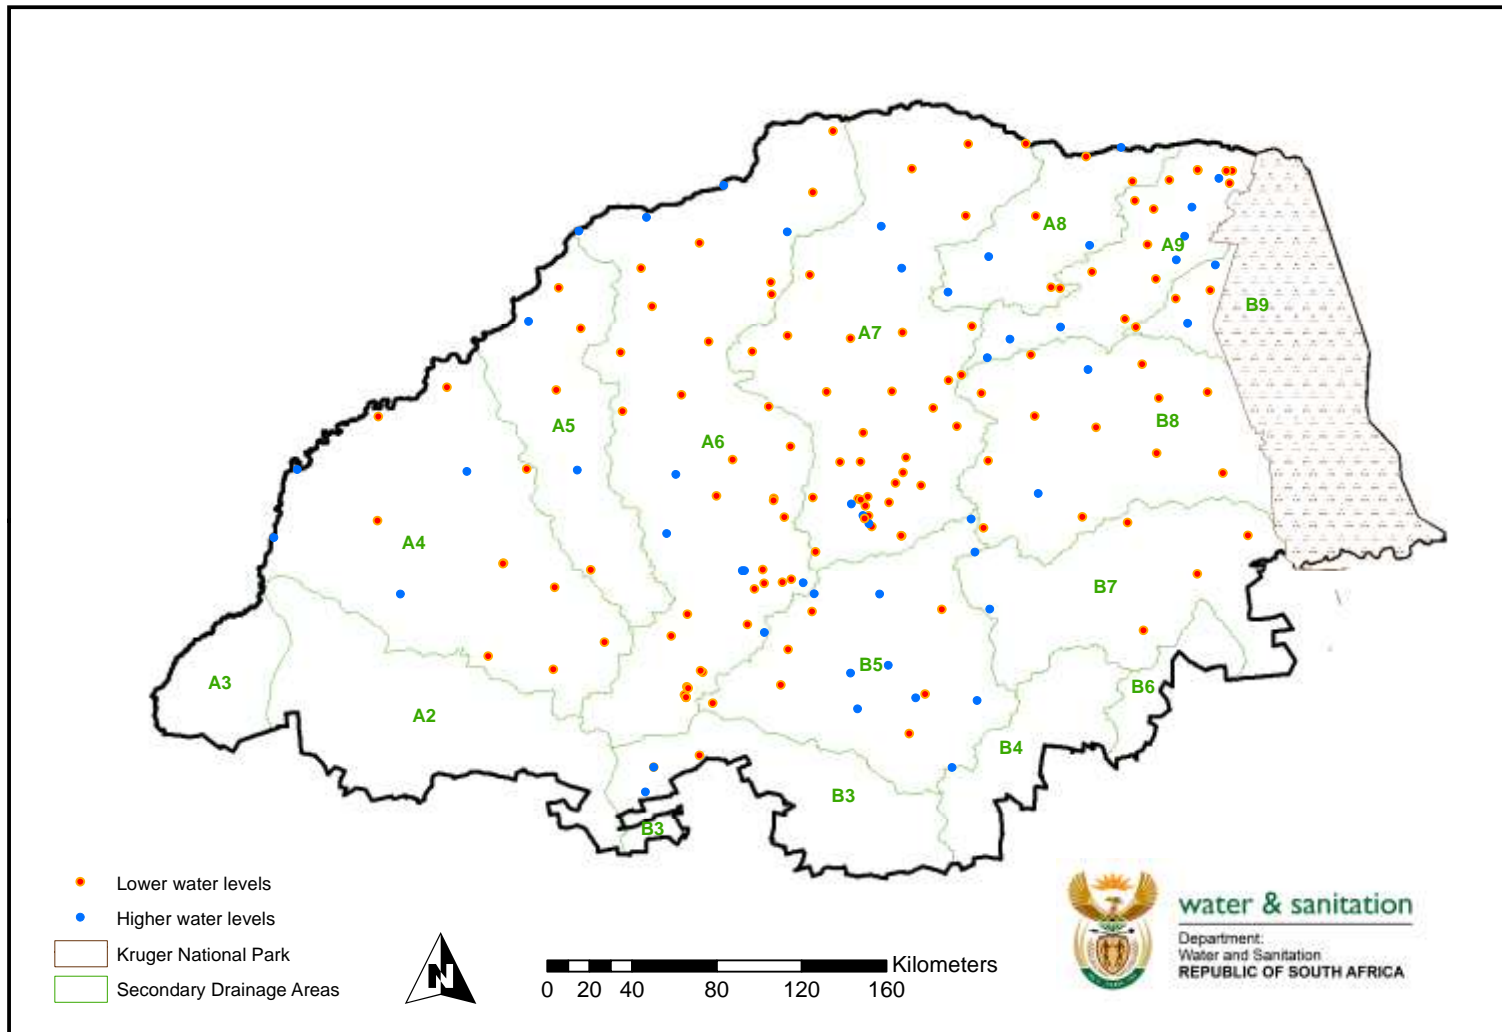 A8
A9
B9
A7
B8
A5
A6
A4
B7
B5
B6
A3
A2
B4
B3
B3
Lower water levels
Higher water levels
Kruger National Park
Secondary Drainage Areas
N
Kilometers
0 20 40 80 120 160
water & sanitation
Department:
Water and Sanitation
REPUBLIC OF SOUTH AFRICA